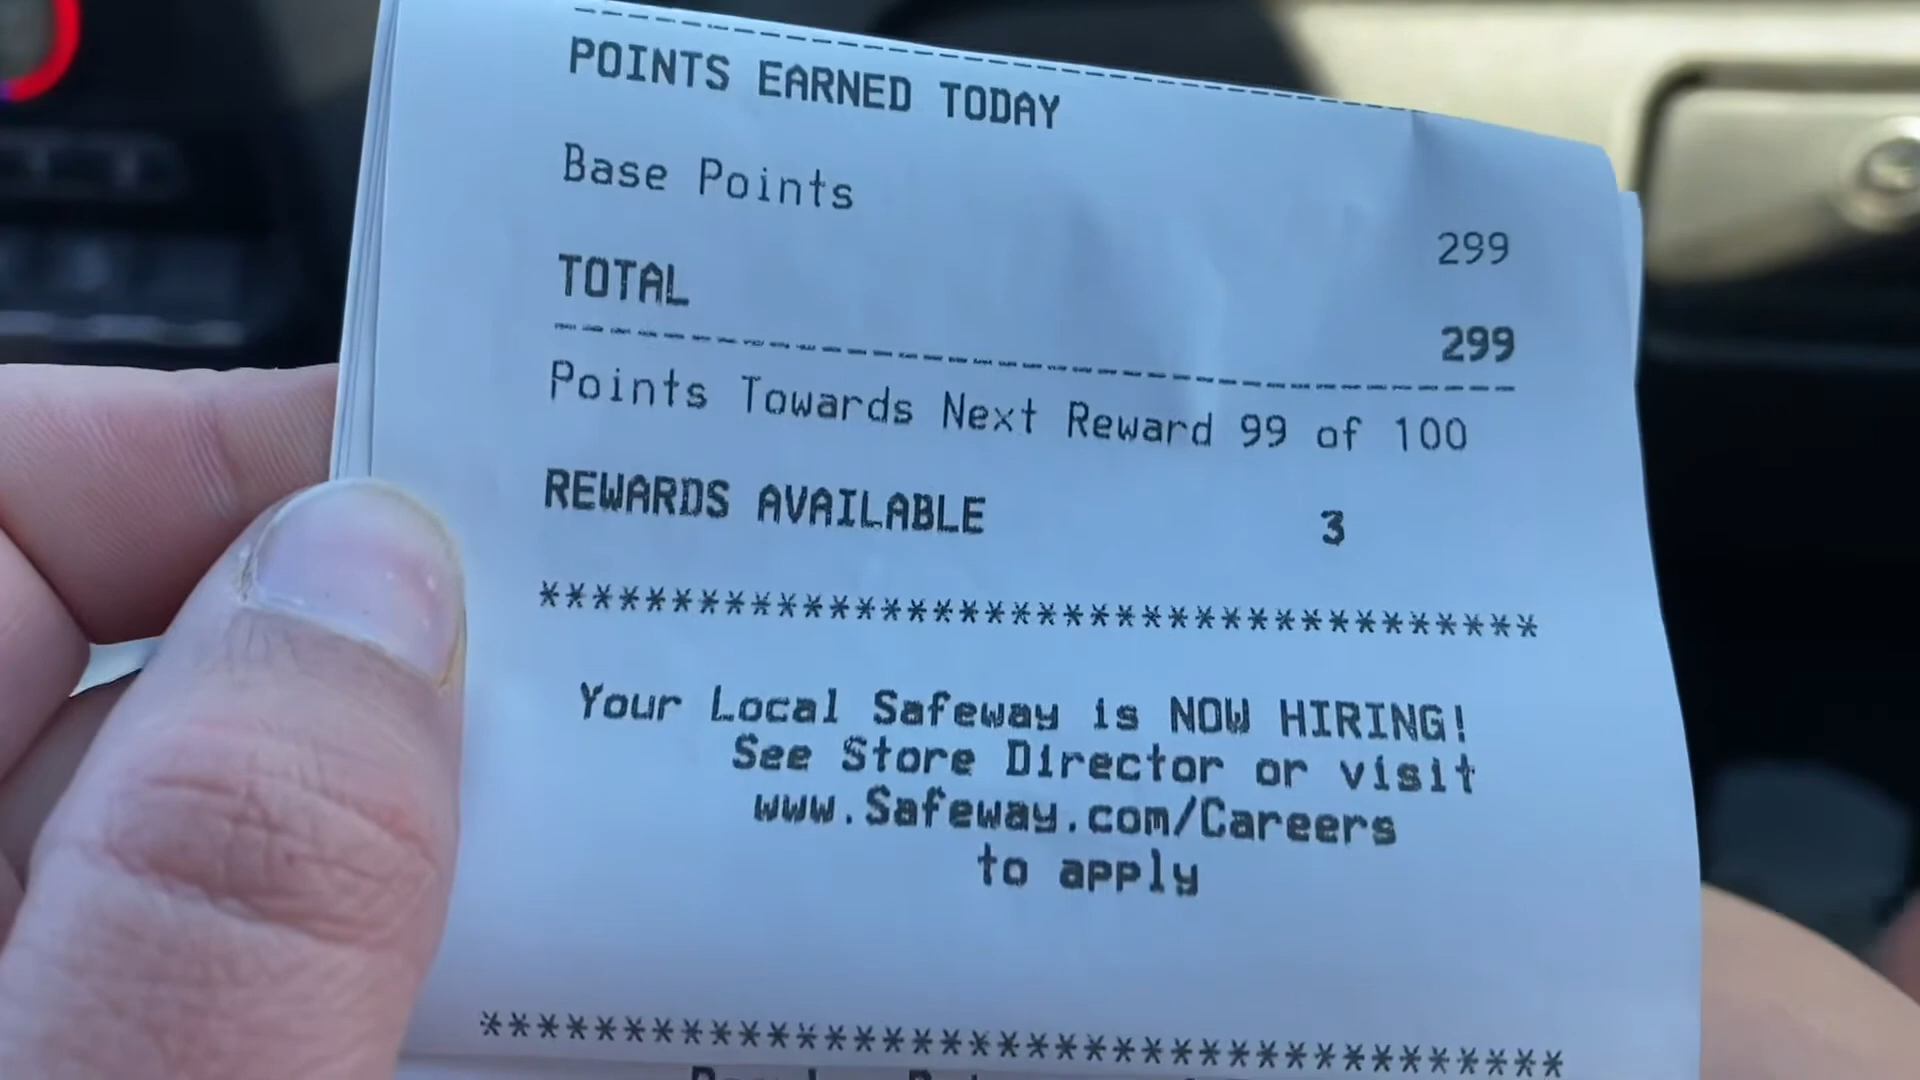 POINTS EARNED TODAY
Base Points 299
TOTAL 299
Points Towards Next Reward 99 of 100
REWARDS AVAILABLE 3
**************************************
Your Local Safeway is NOW HIRING!
See Store Director or visit
www.Safeway.com/Careers
to apply
**************************************